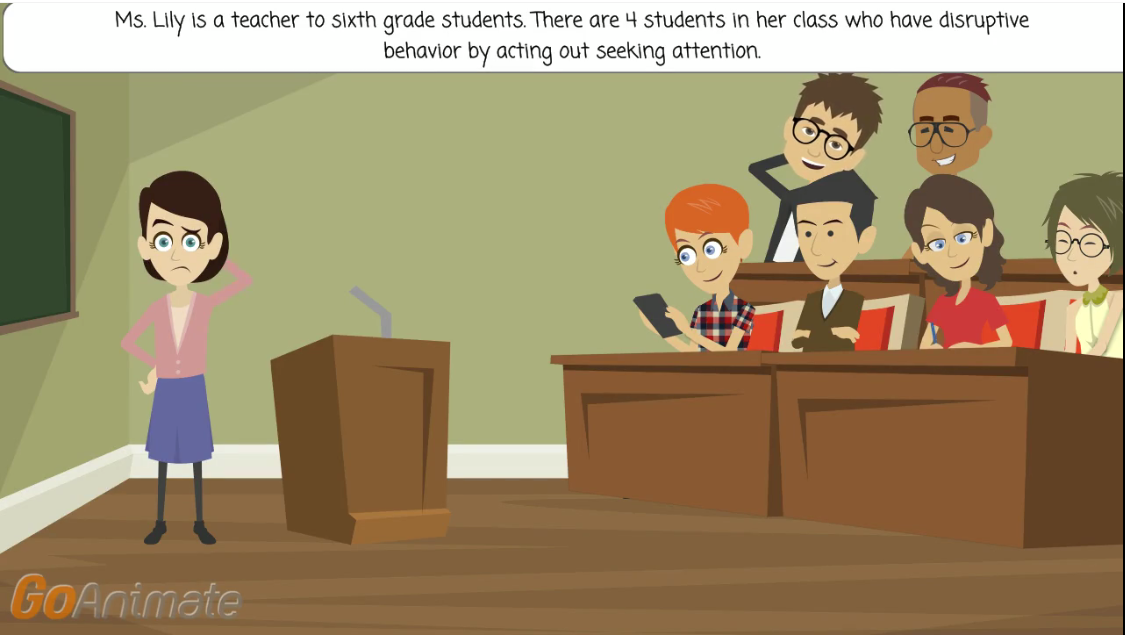 Ms. Lily is a teacher to sixth grade students. There are 4 students in her class who have disruptive
behavior by acting out seeking attention.
GoAnimate